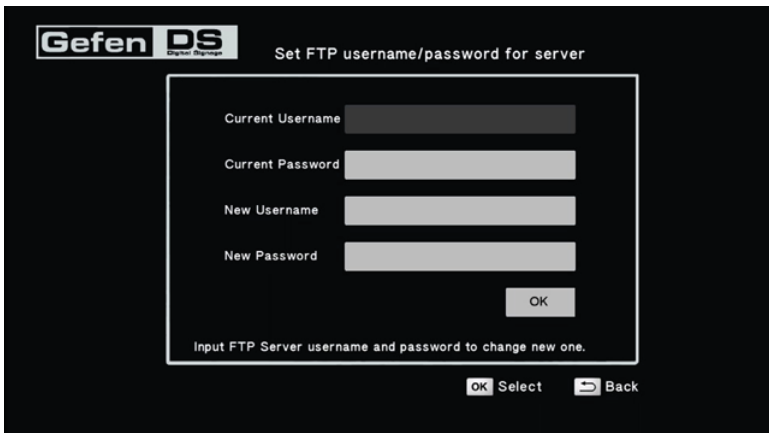 Gefen DS
Digital Signage
Set FTP username/password for server
Current Username
Current Password
New Username
New Password
OK
Input FTP Server username and password to change new one.
OK Select Back